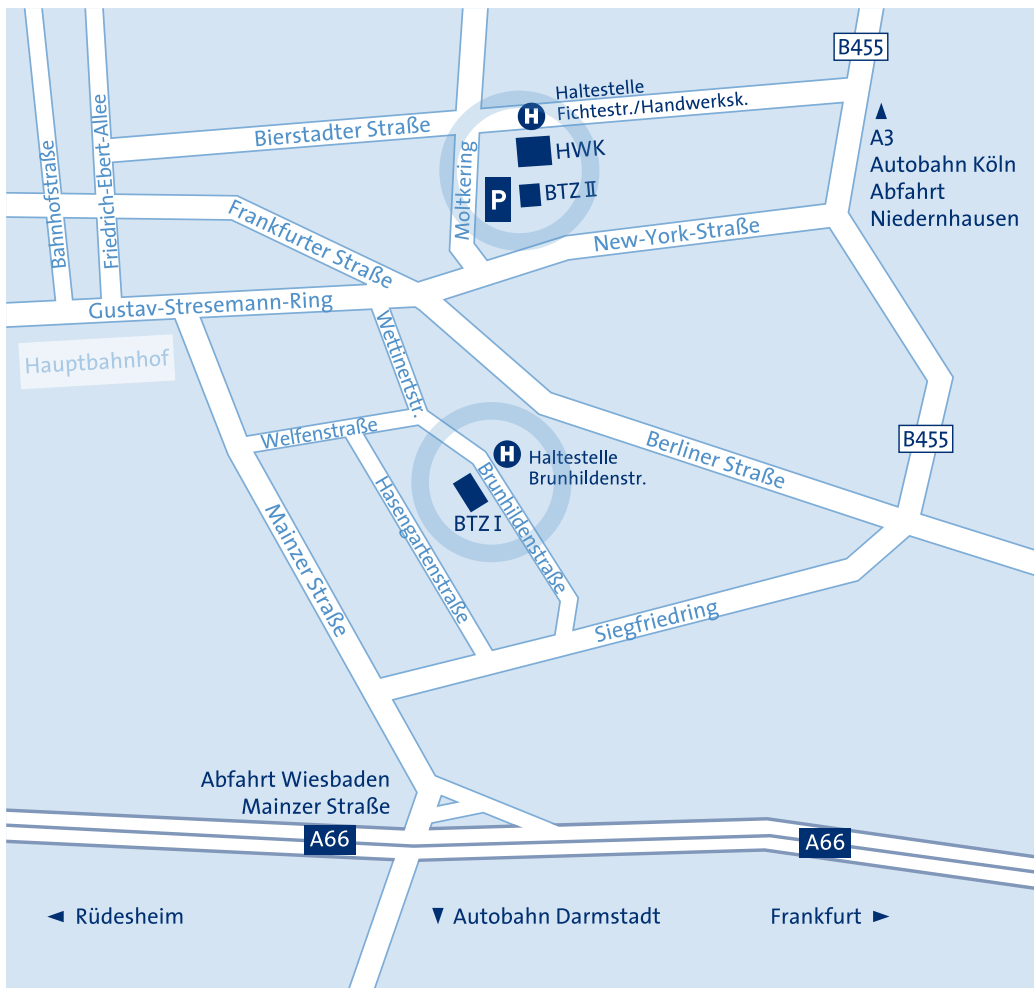 B455
Haltestelle
Fichtestr./Handwerksk.
H
Bierstadter Straße
HWK
BTZ II
P
Moltkering
A3
Autobahn Köln
Abfahrt
Niedernhausen
Bahnhofstraße
Friedrich-Ebert-Allee
Frankfurter Straße
New-York-Straße
Gustav-Stresemann-Ring
Hauptbahnhof
Wettinertstr.
Welfenstraße
Berliner Straße
B455
H
Haltestelle
Brunhildenstr.
BTZ I
Brunhildenstraße
Hasengartenstraße
Mainzer Straße
Siegfriedring
Abfahrt Wiesbaden
Mainzer Straße
A66
A66
Rüdesheim
Autobahn Darmstadt
Frankfurt